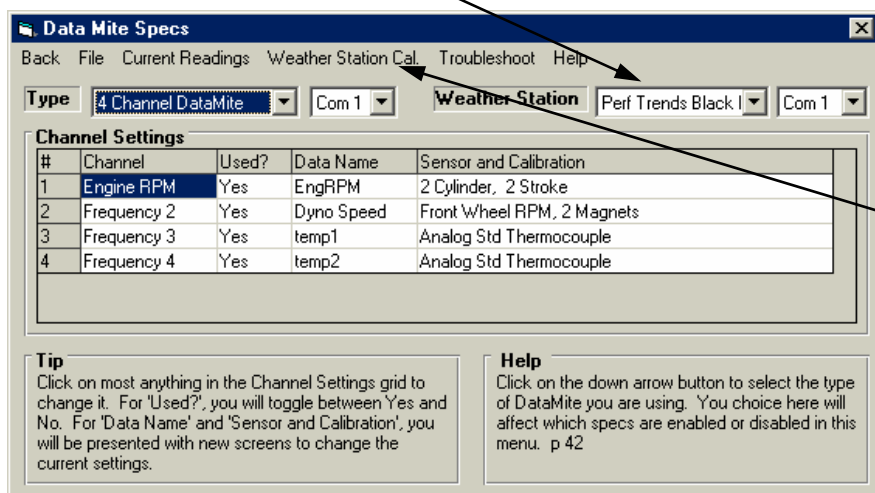 Data Mite Specs
Back File Current Readings Weather Station Cal. Troubleshoot Help
Type 4 Channel DataMite Com 1 Weather Station Perf Trends Black Com 1
Channel Settings
# Channel Used? Data Name Sensor and Calibration
1 Engine RPM Yes EngRPM 2 Cylinder, 2 Stroke
2 Frequency 2 Yes Dyno Speed Front Wheel RPM, 2 Magnets
3 Frequency 3 Yes temp1 Analog Std Thermocouple
4 Frequency 4 Yes temp2 Analog Std Thermocouple
Tip
Click on most anything in the Channel Settings grid to
change it. For 'Used?', you will toggle between Yes and
No. For 'Data Name' and 'Sensor and Calibration', you
will be presented with new screens to change the
current settings.
Help
Click on the down arrow button to select the type
of DataMite you are using. You choice here will
affect which specs are enabled or disabled in this
menu. p 42